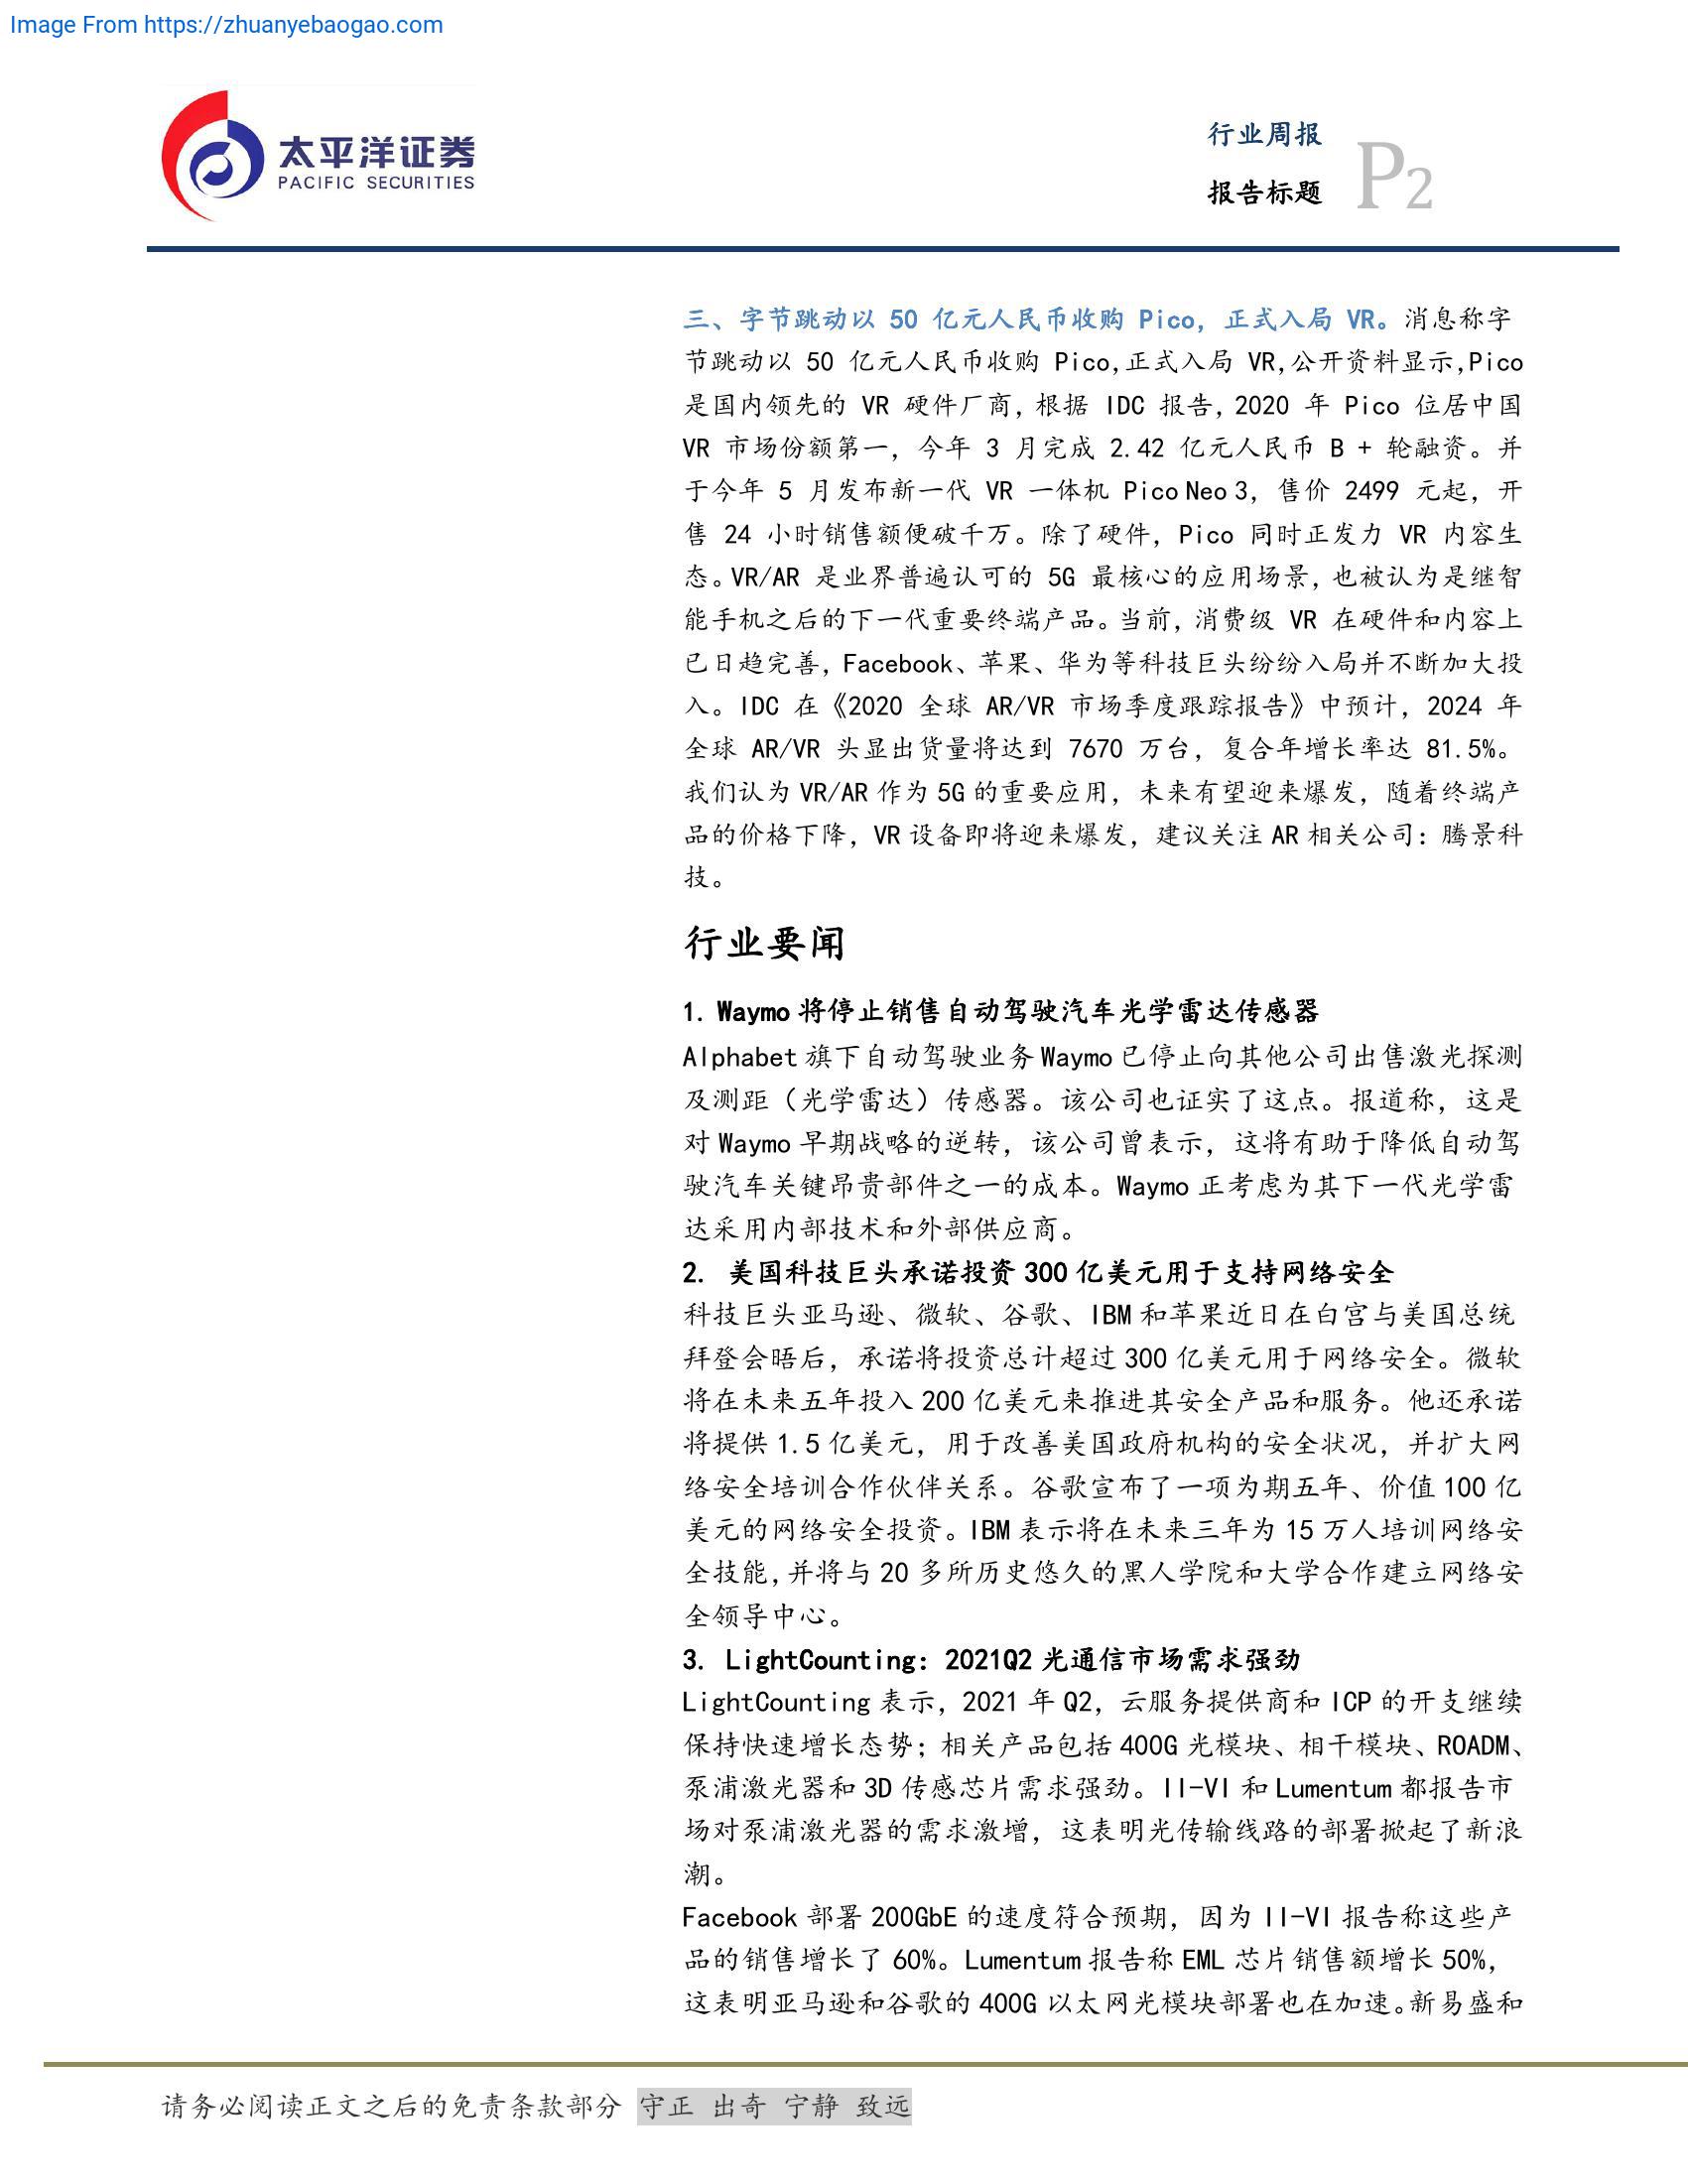 Image From https://zhuanyebaogao.com
太平洋证券
PACIFIC SECURITIES
行业周报
报告标题
P2
三、字节跳动以 50 亿元人民币收购 Pico，正式入局 VR。消息称字
节跳动以 50 亿元人民币收购 Pico,正式入局 VR,公开资料显示,Pico
是国内领先的 VR 硬件厂商,根据 IDC 报告,2020 年 Pico 位居中国
VR 市场份额第一，今年 3 月完成 2.42 亿元人民币 B + 轮融资。并
于今年 5 月发布新一代 VR 一体机 Pico Neo 3，售价 2499 元起，开
售 24 小时销售额便破千万。除了硬件，Pico 同时正发力 VR 内容生
态。VR/AR 是业界普遍认可的 5G 最核心的应用场景,也被认为是继智
能手机之后的下一代重要终端产品。当前,消费级 VR 在硬件和内容上
已日趋完善,Facebook、苹果、华为等科技巨头纷纷入局并不断加大投
入。IDC 在《2020 全球 AR/VR 市场季度跟踪报告》中预计，2024 年
全球 AR/VR 头显出货量将达到 7670 万台，复合年增长率达 81.5%。
我们认为 VR/AR 作为 5G 的重要应用，未来有望迎来爆发，随着终端产
品的价格下降，VR 设备即将迎来爆发，建议关注 AR 相关公司：腾景科
技。
行业要闻
1. Waymo 将停止销售自动驾驶汽车光学雷达传感器
Alphabet 旗下自动驾驶业务 Waymo 已停止向其他公司出售激光探测
及测距（光学雷达）传感器。该公司也证实了这点。报道称，这是
对 Waymo 早期战略的逆转，该公司曾表示，这将有助于降低自动驾
驶汽车关键昂贵部件之一的成本。Waymo 正考虑为其下一代光学雷
达采用内部技术和外部供应商。
2. 美国科技巨头承诺投资 300 亿美元用于支持网络安全
科技巨头亚马逊、微软、谷歌、IBM 和苹果近日在白宫与美国总统
拜登会晤后，承诺将投资总计超过 300 亿美元用于网络安全。微软
将在未来五年投入 200 亿美元来推进其安全产品和服务。他还承诺
将提供 1.5 亿美元，用于改善美国政府机构的安全状况，并扩大网
络安全培训合作伙伴关系。谷歌宣布了一项为期五年、价值 100 亿
美元的网络安全投资。IBM 表示将在未来三年为 15 万人培训网络安
全技能,并将与 20 多所历史悠久的黑人学院和大学合作建立网络安
全领导中心。
3. LightCounting：2021Q2 光通信市场需求强劲
LightCounting 表示，2021 年 Q2，云服务提供商和 ICP 的开支继续
保持快速增长态势；相关产品包括 400G 光模块、相干模块、ROADM、
泵浦激光器和 3D 传感芯片需求强劲。II-VI 和 Lumentum 都报告市
场对泵浦激光器的需求激增，这表明光传输线路的部署掀起了新浪
潮。
Facebook 部署 200GbE 的速度符合预期，因为 II-VI 报告称这些产
品的销售增长了 60%。Lumentum 报告称 EML 芯片销售额增长 50%，
这表明亚马逊和谷歌的 400G 以太网光模块部署也在加速。新易盛和
请务必阅读正文之后的免责条款部分 守正 出奇 宁静 致远